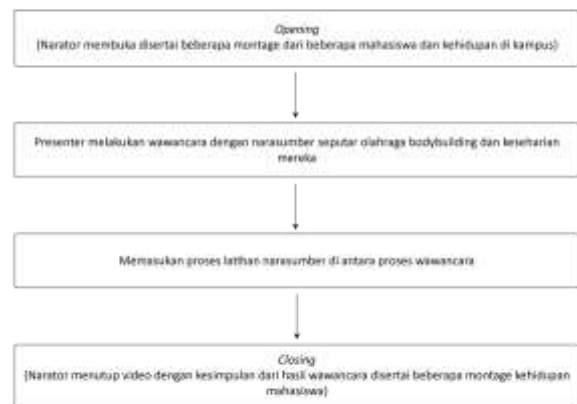 Opening
(Narator membuka disertai beberapa montage dari beberapa mahasiswa dan kehidupan di kampus)
Presenter melakukan wawancara dengan narasumber seputar olahraga bodybuilding dan keseharian
mereka
Memasukan proses latihan narasumber di antara proses wawancara
Closing
(Narator menutup video dengan kesimpulan dari hasil wawancara disertai beberapa montage kehidupan
mahasiswa)